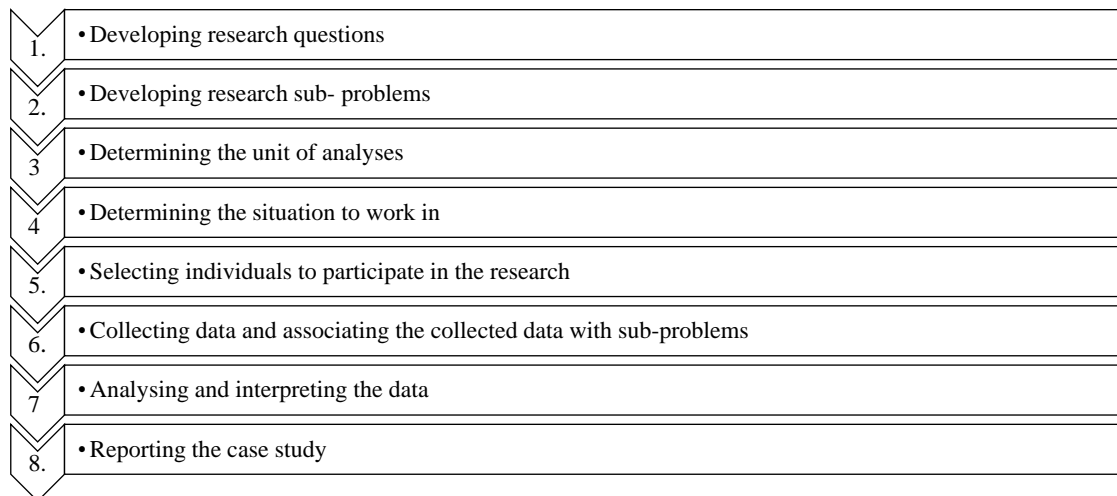 1. • Developing research questions
2. • Developing research sub- problems
3 • Determining the unit of analyses
4 • Determining the situation to work in
5. • Selecting individuals to participate in the research
6. • Collecting data and associating the collected data with sub-problems
7 • Analysing and interpreting the data
8. • Reporting the case study